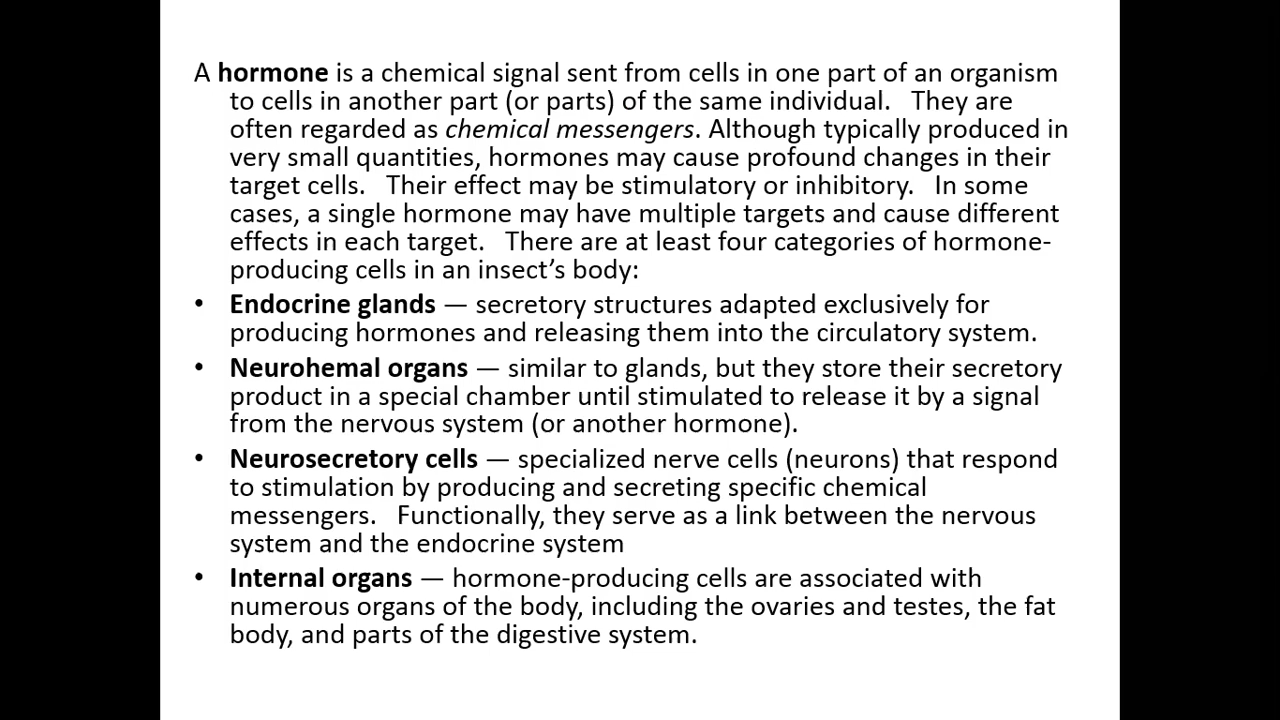 A hormone is a chemical signal sent from cells in one part of an organism
to cells in another part (or parts) of the same individual.   They are
often regarded as chemical messengers. Although typically produced in
very small quantities, hormones may cause profound changes in their
target cells.   Their effect may be stimulatory or inhibitory.   In some
cases, a single hormone may have multiple targets and cause different
effects in each target.   There are at least four categories of hormone-
producing cells in an insect’s body:
• Endocrine glands — secretory structures adapted exclusively for
producing hormones and releasing them into the circulatory system.
• Neurohemal organs — similar to glands, but they store their secretory
product in a special chamber until stimulated to release it by a signal
from the nervous system (or another hormone).
• Neurosecretory cells — specialized nerve cells (neurons) that respond
to stimulation by producing and secreting specific chemical
messengers.   Functionally, they serve as a link between the nervous
system and the endocrine system
• Internal organs — hormone-producing cells are associated with
numerous organs of the body, including the ovaries and testes, the fat
body, and parts of the digestive system.